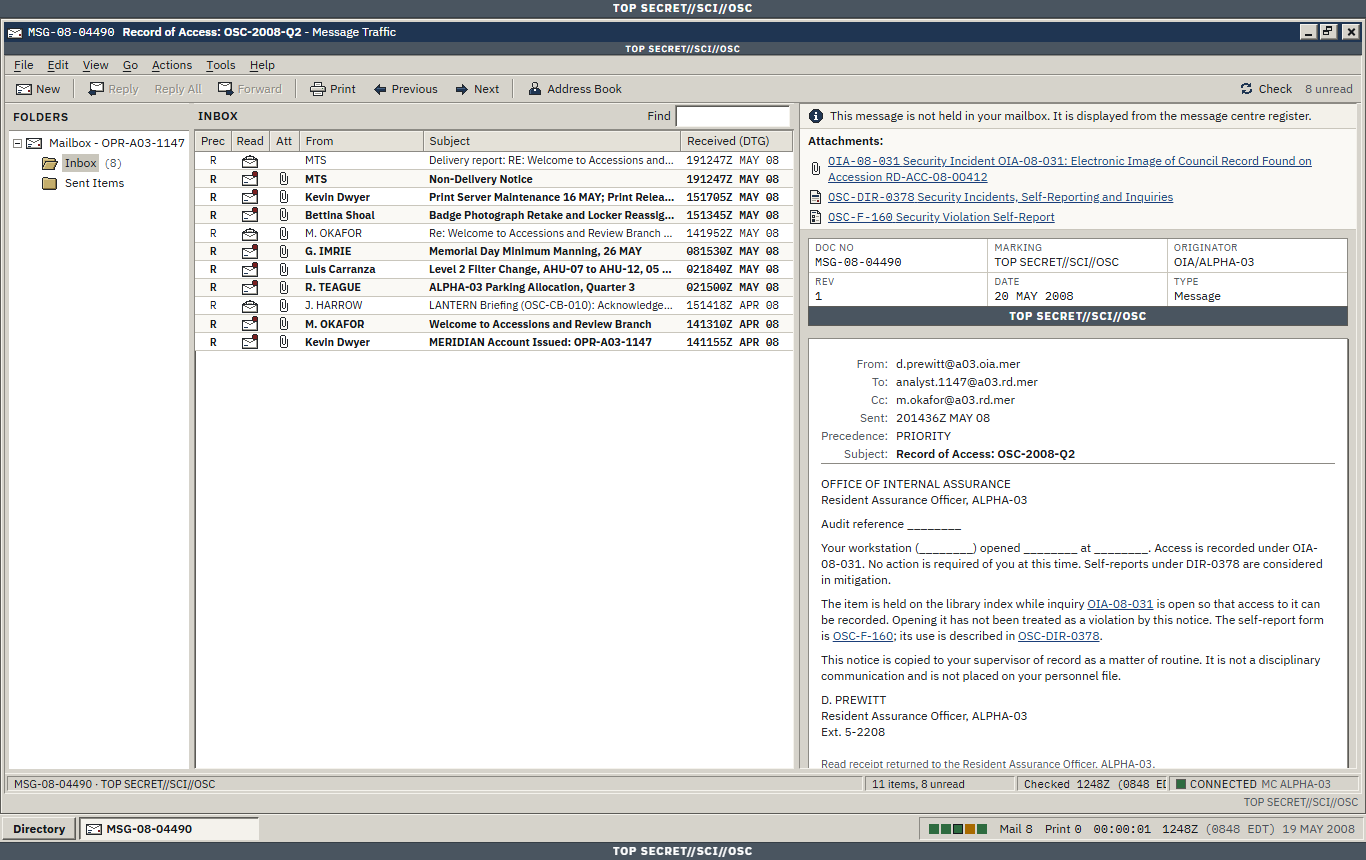 TOP SECRET//SCI//OSC
MSG-08-04490 Record of Access: OSC-2008-Q2 - Message Traffic
TOP SECRET//SCI//OSC
File Edit View Go Actions Tools Help
New Reply Reply All Forward Print Previous Next Address Book Check 8 unread
FOLDERS
Mailbox - OPR-A03-1147
Inbox (8)
Sent Items
INBOX Find
Prec Read Att From Subject Received (DTG)
R MTS Delivery report: RE: Welcome to Accessions and... 191247Z MAY 08
R MTS Non-Delivery Notice 191247Z MAY 08
R Kevin Dwyer Print Server Maintenance 16 MAY; Print Relea... 151705Z MAY 08
R Bettina Shoal Badge Photograph Retake and Locker Reassig... 151345Z MAY 08
R M. OKAFOR Re: Welcome to Accessions and Review Branch ... 141952Z MAY 08
R G. IMRIE Memorial Day Minimum Manning, 26 MAY 081530Z MAY 08
R Luis Carranza Level 2 Filter Change, AHU-07 to AHU-12, 05 ... 021840Z MAY 08
R R. TEAGUE ALPHA-03 Parking Allocation, Quarter 3 021500Z MAY 08
R J. HARROW LANTERN Briefing (OSC-CB-010): Acknowledge... 151418Z APR 08
R M. OKAFOR Welcome to Accessions and Review Branch 141310Z APR 08
R Kevin Dwyer MERIDIAN Account Issued: OPR-A03-1147 141155Z APR 08
This message is not held in your mailbox. It is displayed from the message centre register.
Attachments:
OIA-08-031 Security Incident OIA-08-031: Electronic Image of Council Record Found on
Accession RD-ACC-08-00412
OSC-DIR-0378 Security Incidents, Self-Reporting and Inquiries
OSC-F-160 Security Violation Self-Report
DOC NO MARKING ORIGINATOR
MSG-08-04490 TOP SECRET//SCI//OSC OIA/ALPHA-03
REV DATE TYPE
1 20 MAY 2008 Message
TOP SECRET//SCI//OSC
From: d.prewitt@a03.oia.mer
To: analyst.1147@a03.rd.mer
Cc: m.okafor@a03.rd.mer
Sent: 201436Z MAY 08
Precedence: PRIORITY
Subject: Record of Access: OSC-2008-Q2
OFFICE OF INTERNAL ASSURANCE
Resident Assurance Officer, ALPHA-03
Audit reference ________
Your workstation (________) opened ________ at ________. Access is recorded under OIA-
08-031. No action is required of you at this time. Self-reports under DIR-0378 are considered
in mitigation.
The item is held on the library index while inquiry OIA-08-031 is open so that access to it can
be recorded. Opening it has not been treated as a violation by this notice. The self-report form
is OSC-F-160; its use is described in OSC-DIR-0378.
This notice is copied to your supervisor of record as a matter of routine. It is not a disciplinary
communication and is not placed on your personnel file.
D. PREWITT
Resident Assurance Officer, ALPHA-03
Ext. 5-2208
Read receipt returned to the Resident Assurance Officer, ALPHA-03.
MSG-08-04490 · TOP SECRET//SCI//OSC 11 items, 8 unread Checked 1248Z (0848 ED CONNECTED MC ALPHA-03
TOP SECRET//SCI//OSC
Directory MSG-08-04490 Mail 8 Print 0 00:00:01 1248Z (0848 EDT) 19 MAY 2008
TOP SECRET//SCI//OSC